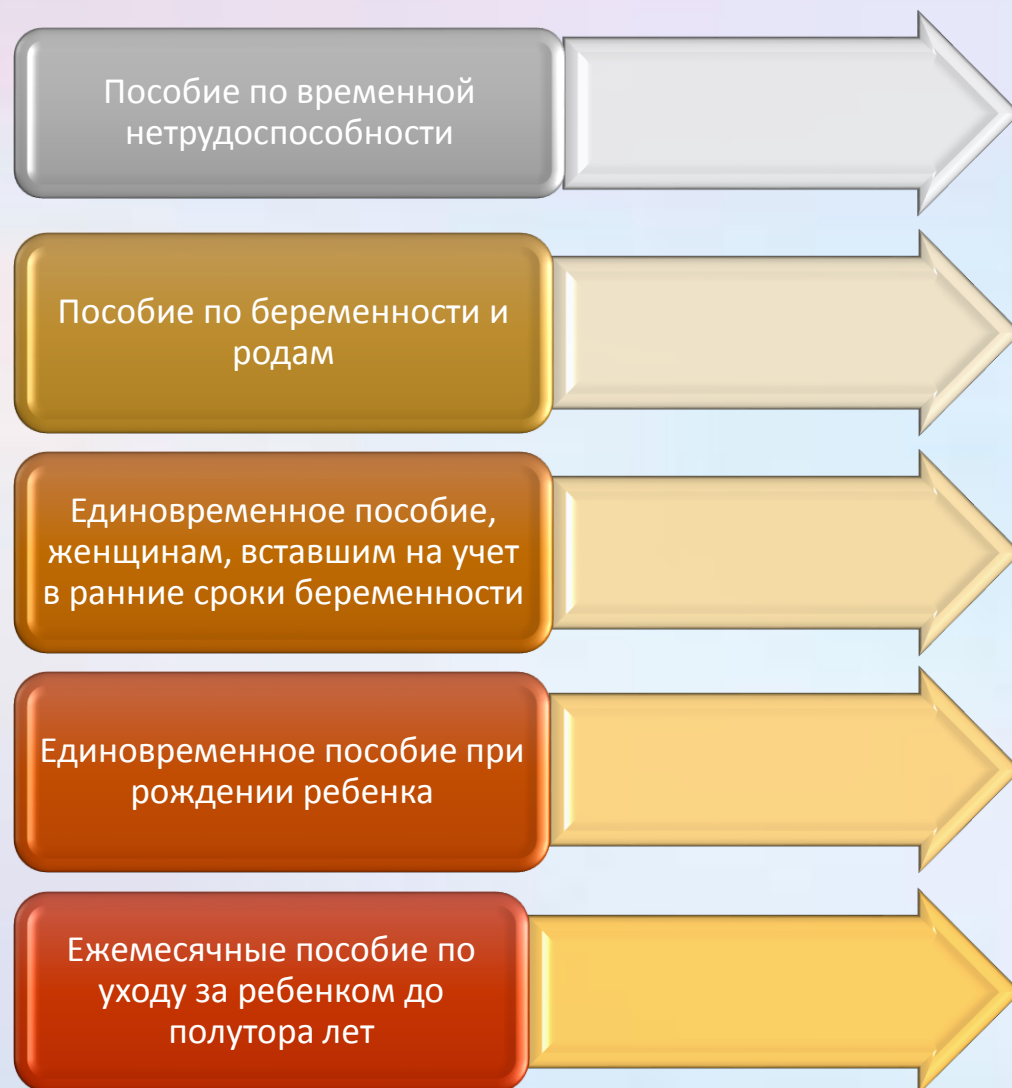 Пособие по временной
нетрудоспособности
Пособие по беременности и
родам
Единовременное пособие,
женщинам, вставшим на учет
в ранние сроки беременности
Единовременное пособие при
рождении ребенка
Ежемесячные пособие по
уходу за ребенком до
полутора лет